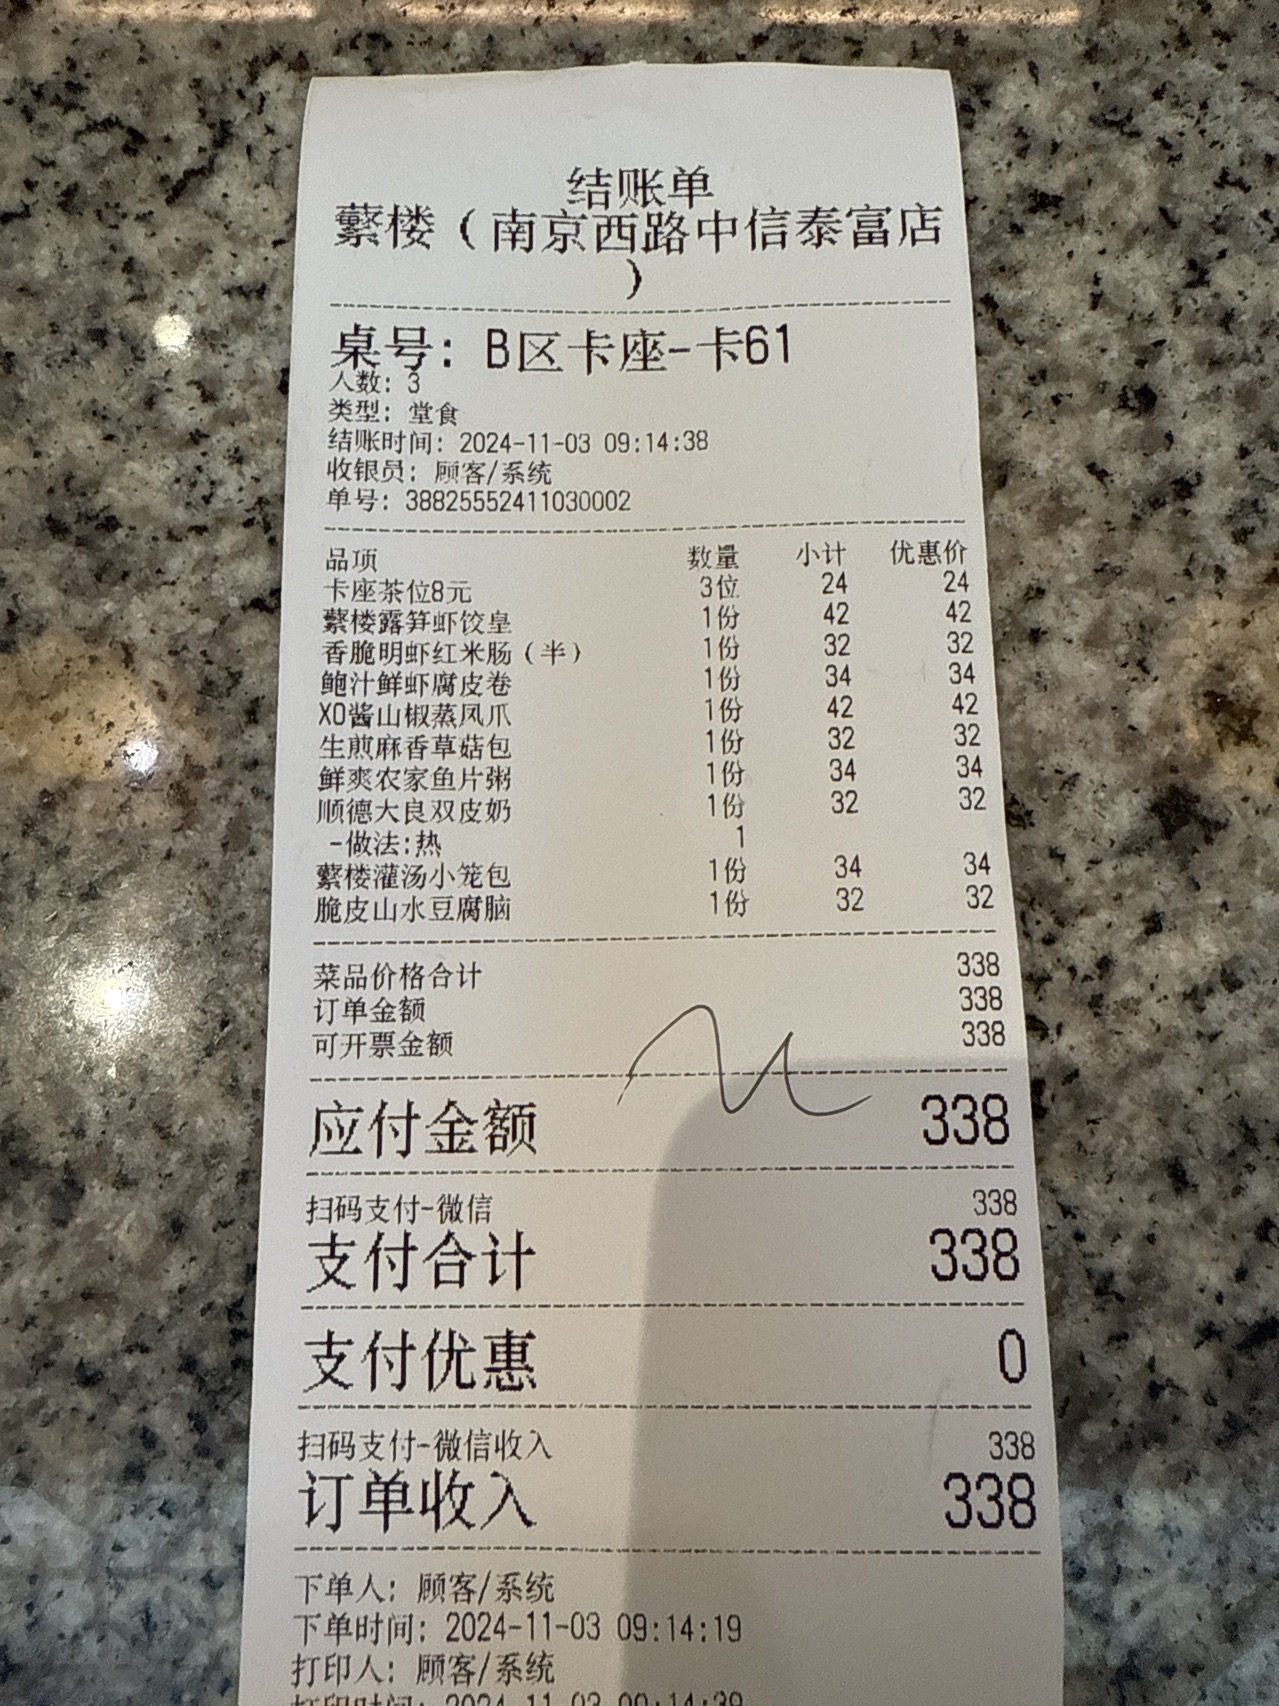 结账单
蘩楼（南京西路中信泰富店
）
桌号: B区卡座-卡61
人数: 3
类型: 堂食
结账时间: 2024-11-03 09:14:38
收银员: 顾客/系统
单号: 38825552411030002
品项 数量 小计 优惠价
卡座茶位8元 3位 24 24
蘩楼露笋虾饺皇 1份 42 42
香脆明虾红米肠（半） 1份 32 32
鲍汁鲜虾腐皮卷 1份 34 34
XO酱山椒蒸凤爪 1份 42 42
生煎麻香草菇包 1份 32 32
鲜爽农家鱼片粥 1份 34 34
顺德大良双皮奶 1份 32 32
-做法:热 1
蘩楼灌汤小笼包 1份 34 34
脆皮山水豆腐脑 1份 32 32
菜品价格合计 338
订单金额 338
可开票金额 338
应付金额 338
扫码支付-微信 338
支付合计 338
支付优惠 0
扫码支付-微信收入 338
订单收入 338
下单人: 顾客/系统
下单时间: 2024-11-03 09:14:19
打印人: 顾客/系统
打印时间: 2024-11-03 09:14:39